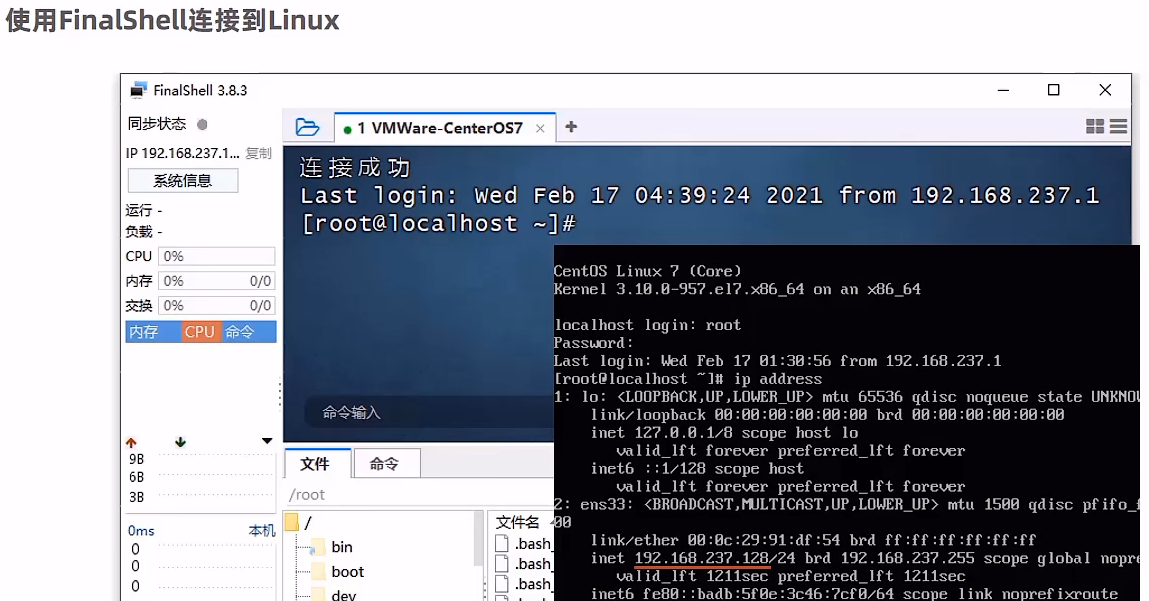 使用FinalShell连接到Linux
FinalShell 3.8.3
同步状态
1 VMWare-CenterOS7
IP 192.168.237.1... 复制
系统信息
运行 -
负载 -
CPU 0%
内存 0% 0/0
交换 0% 0/0
内存 CPU 命令
9B
6B
3B
0ms 本机
0
0
0
连接成功
Last login: Wed Feb 17 04:39:24 2021 from 192.168.237.1
[root@localhost ~]#
命令输入
文件 命令
/root
/
bin
boot
dev
文件名
.bash_
.bash_
.bash_
CentOS Linux 7 (Core)
Kernel 3.10.0-957.el7.x86_64 on an x86_64
localhost login: root
Password:
Last login: Wed Feb 17 01:30:56 from 192.168.237.1
[root@localhost ~]# ip address
1: lo: <LOOPBACK,UP,LOWER_UP> mtu 65536 qdisc noqueue state UNKNOW
link/loopback 00:00:00:00:00:00 brd 00:00:00:00:00:00
inet 127.0.0.1/8 scope host lo
valid_lft forever preferred_lft forever
inet6 ::1/128 scope host
valid_lft forever preferred_lft forever
2: ens33: <BROADCAST,MULTICAST,UP,LOWER_UP> mtu 1500 qdisc pfifo_f
00
link/ether 00:0c:29:91:df:54 brd ff:ff:ff:ff:ff:ff
inet 192.168.237.128/24 brd 192.168.237.255 scope global nopre
valid_lft 1211sec preferred_lft 1211sec
inet6 fe80::badb:5f0e:3c46:7cf0/64 scope link noprefixroute